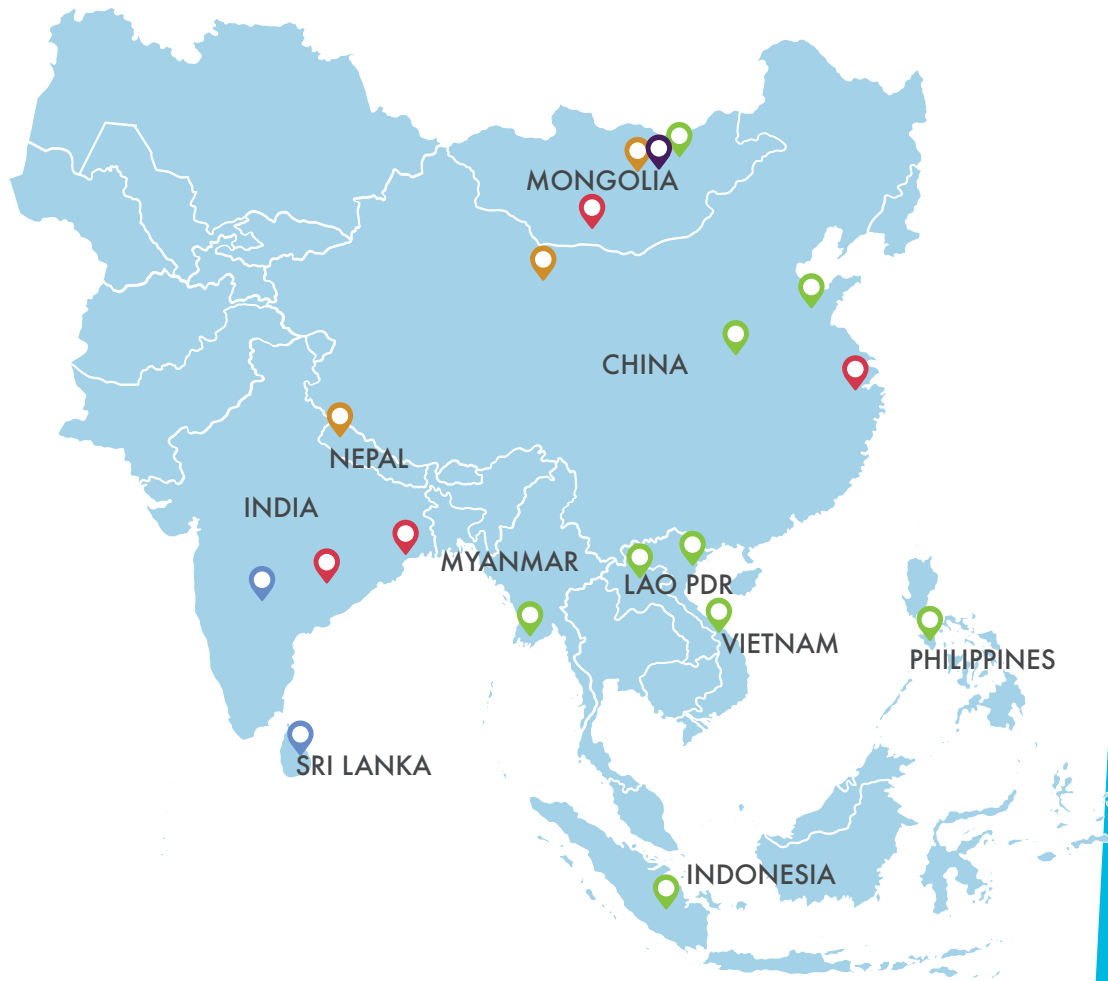 MONGOLIA
CHINA
NEPAL
INDIA
MYANMAR
LAO PDR
VIETNAM
PHILIPPINES
SRI LANKA
INDONESIA